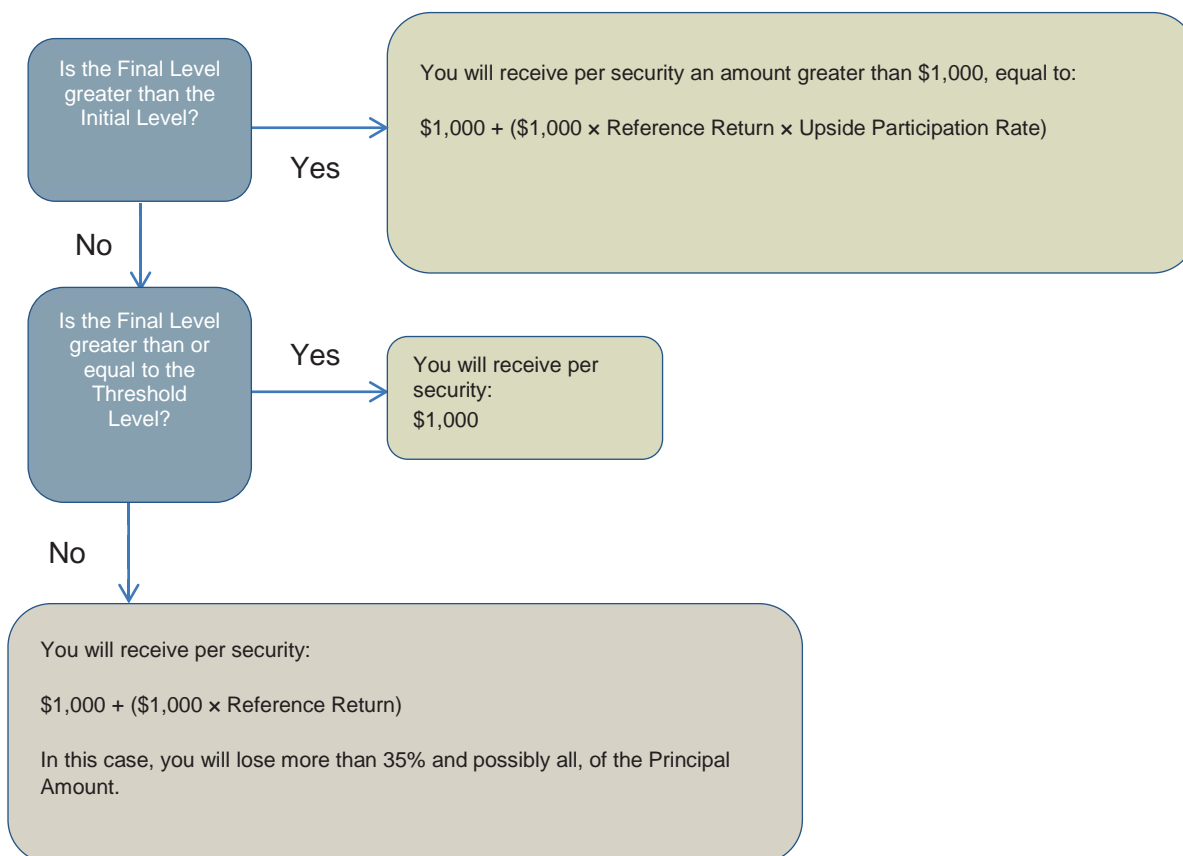 Is the Final Level
greater than the
Initial Level?
Yes
You will receive per security an amount greater than $1,000, equal to:
$1,000 + ($1,000 × Reference Return × Upside Participation Rate)
No
Is the Final Level
greater than or
equal to the
Threshold
Level?
Yes
You will receive per
security:
$1,000
No
You will receive per security:
$1,000 + ($1,000 × Reference Return)
In this case, you will lose more than 35% and possibly all, of the Principal
Amount.